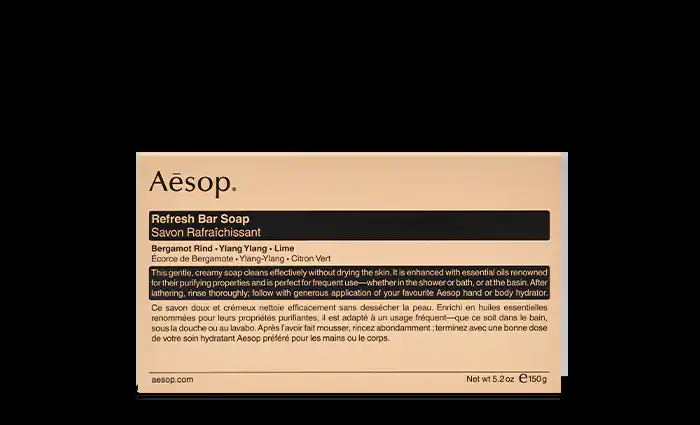 Aēsop.
Refresh Bar Soap
Savon Rafraîchissant
Bergamot Rind • Ylang Ylang • Lime
Écorce de Bergamote • Ylang-Ylang • Citron Vert
This gentle, creamy soap cleans effectively without drying the skin. It is enhanced with essential oils renowned
for their purifying properties and is perfect for frequent use—whether in the shower or bath, or at the basin. After
lathering, rinse thoroughly; follow with generous application of your favourite Aesop hand or body hydrator.
Ce savon doux et crémeux nettoie efficacement sans dessécher la peau. Enrichi en huiles essentielles
renommées pour leurs propriétés purifiantes, il est adapté à un usage fréquent—que ce soit dans le bain,
sous la douche ou au lavabo. Après l'avoir fait mousser, rincez abondamment ; terminez avec une bonne dose
de votre soin hydratant Aesop préféré pour les mains ou le corps.
aesop.com
Net wt 5.2 oz ℮150g